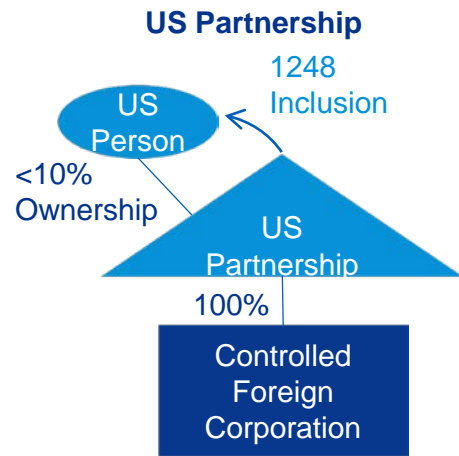 US Partnership
1248
Inclusion
US
Person
<10%
Ownership
US
Partnership
100%
Controlled
Foreign
Corporation